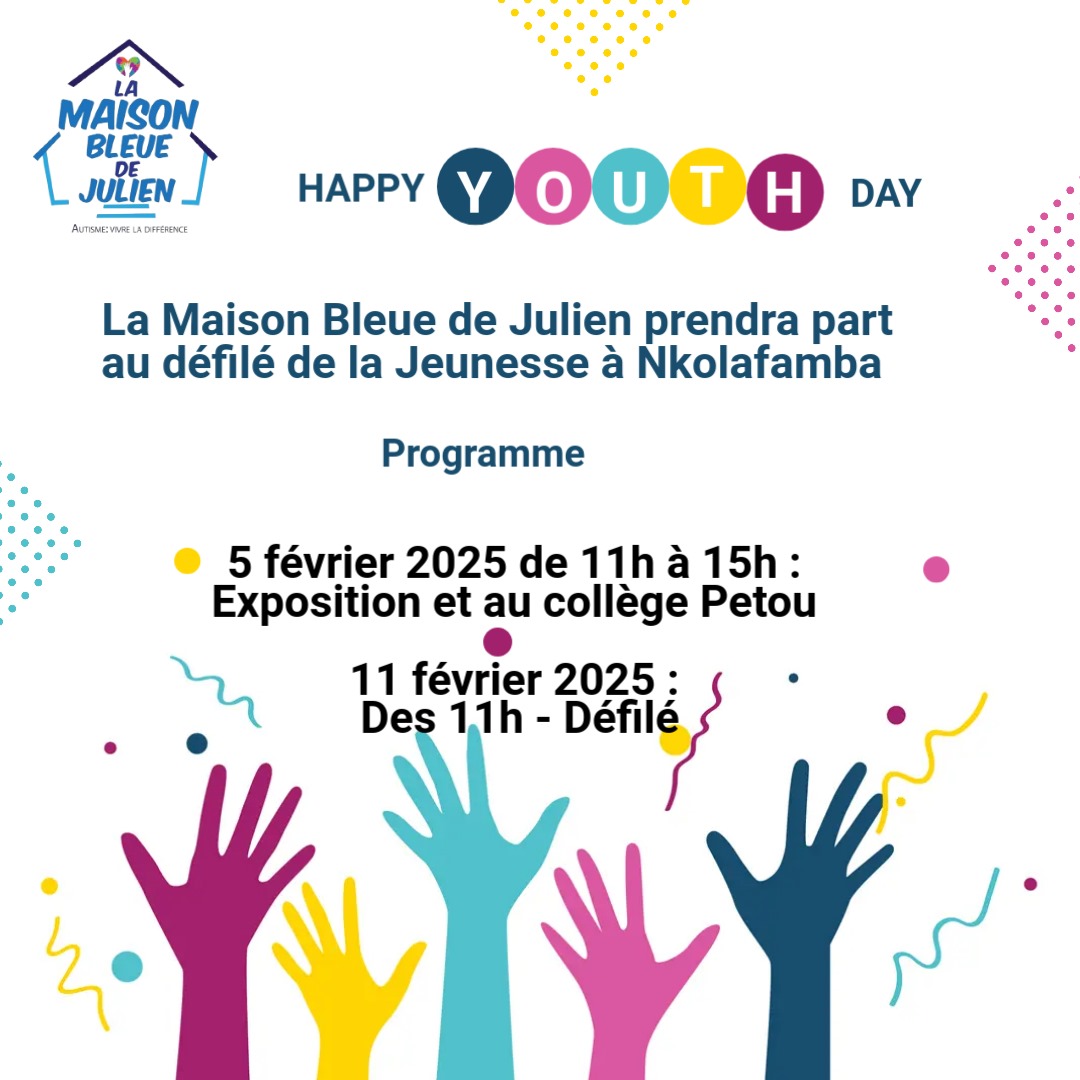 LA
MAISON
BLEUE
DE
JULIEN
AUTISME: VIVRE LA DIFFÉRENCE
HAPPY YOUTH DAY
La Maison Bleue de Julien prendra part
au défilé de la Jeunesse à Nkolafamba
Programme
5 février 2025 de 11h à 15h :
Exposition et au collège Petou
11 février 2025 :
Des 11h - Défilé